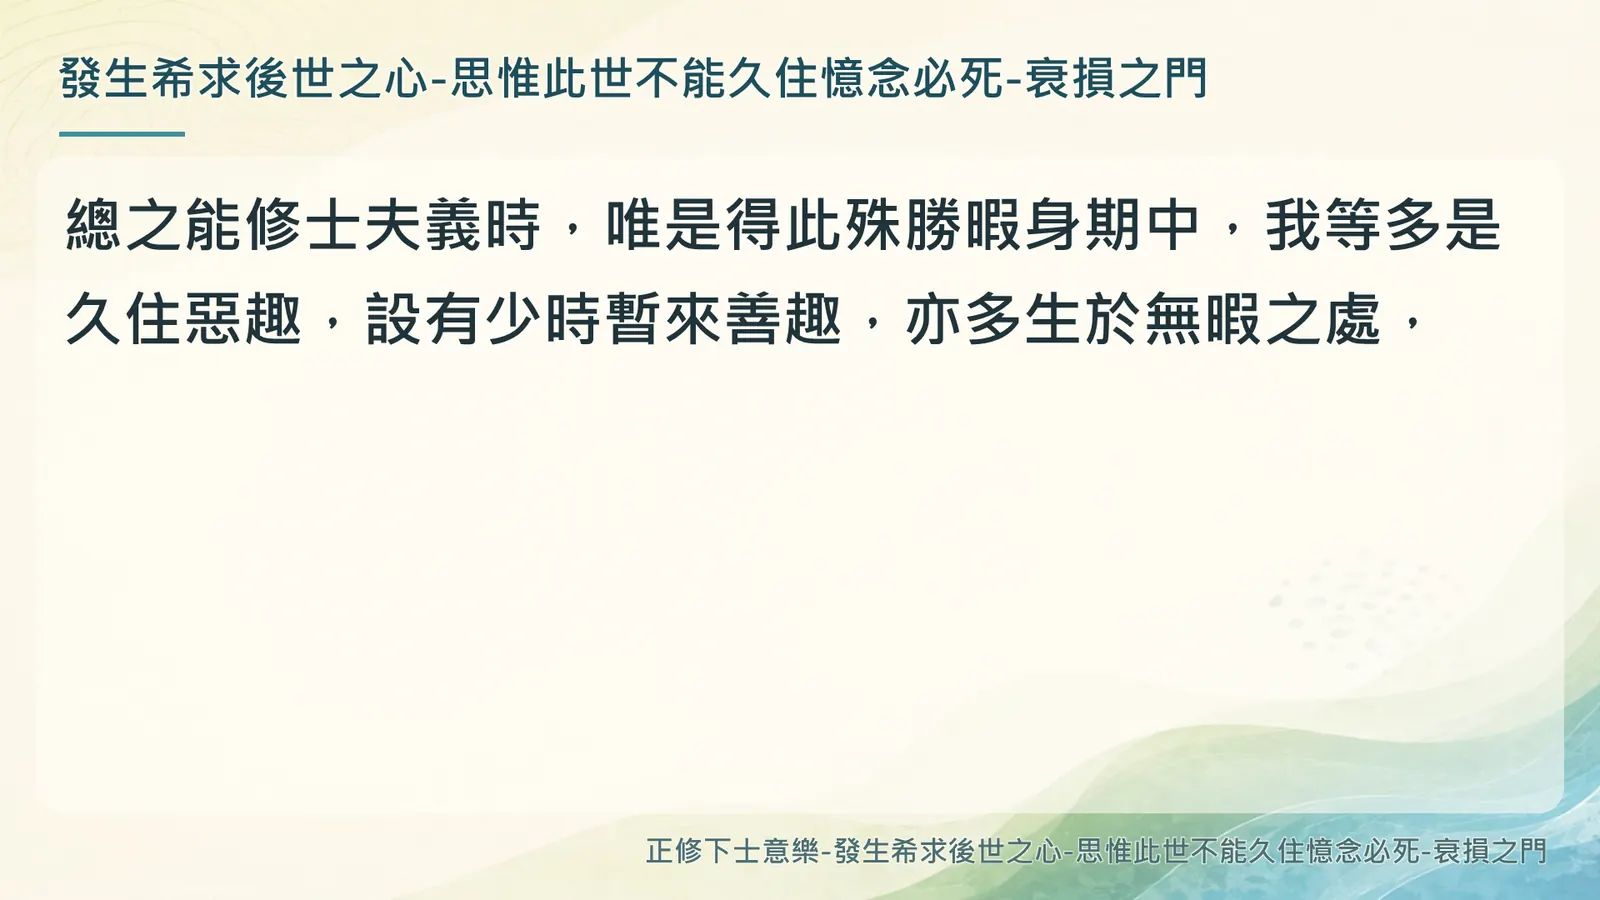 發生希求後世之心-思惟此世不能久住憶念必死-衰損之門
總之能修士夫義時，唯是得此殊勝暇身期中，我等多是
久住惡趣，設有少時暫來善趣，亦多生於無暇之處，
正修下士意樂-發生希求後世之心-思惟此世不能久住憶念必死-衰損之門